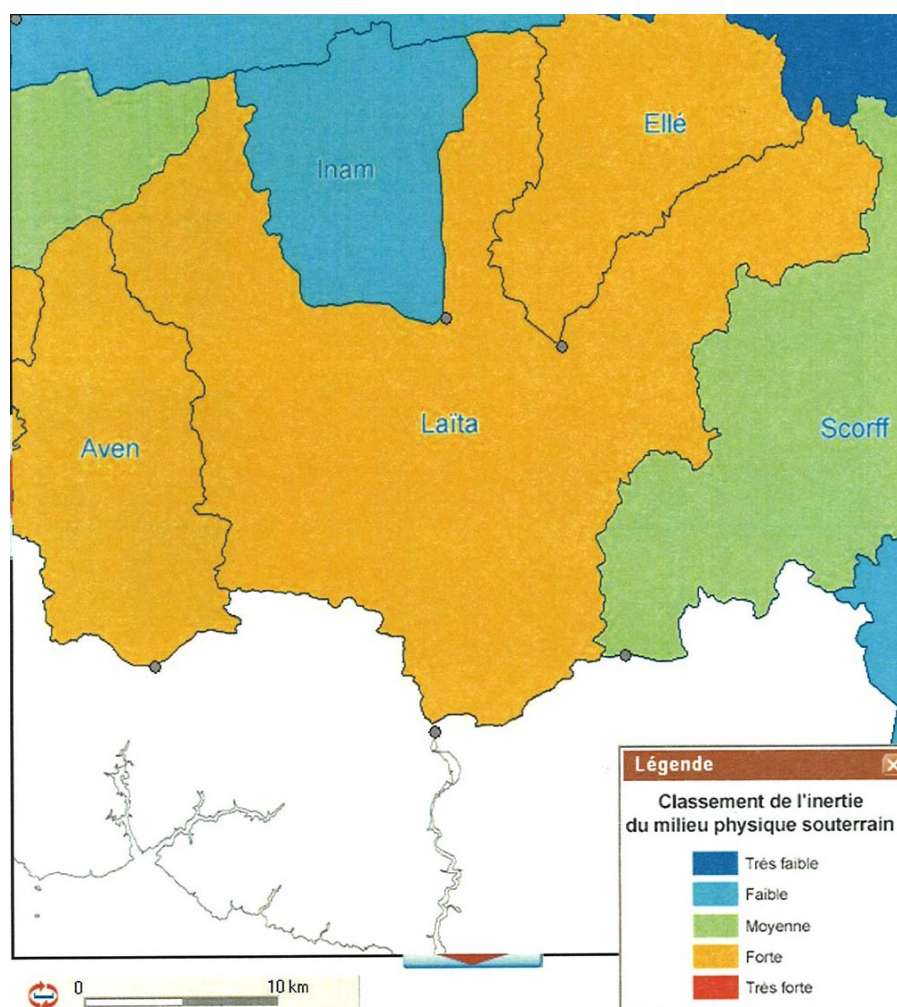 Ellé
Inam
Laïta
Aven
Scorff
Légende
Classement de l'inertie
du milieu physique souterrain
Très faible
Faible
Moyenne
Forte
Très forte
0 10 km